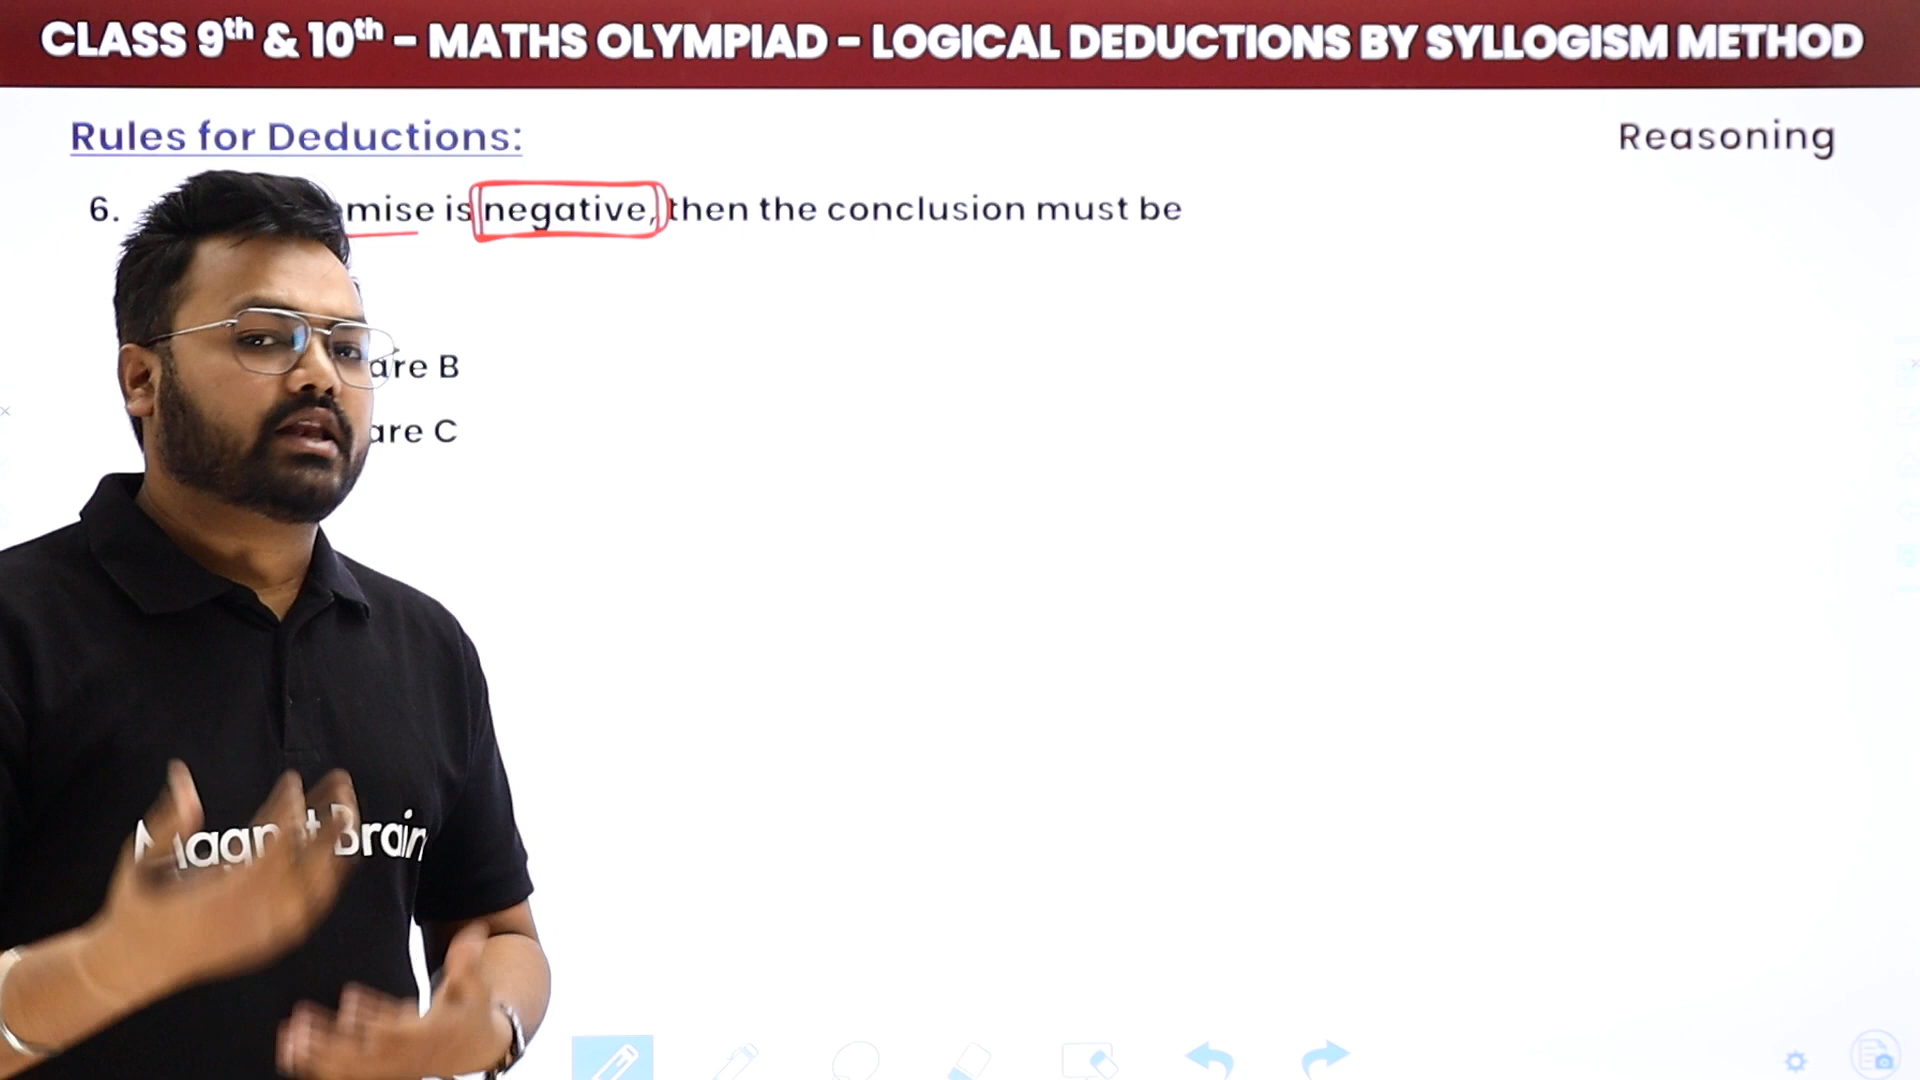 CLASS 9th & 10th - MATHS OLYMPIAD - LOGICAL DEDUCTIONS BY SYLLOGISM METHOD
Rules for Deductions:
Reasoning
6. mise is negative, then the conclusion must be
are B
are C
Brain